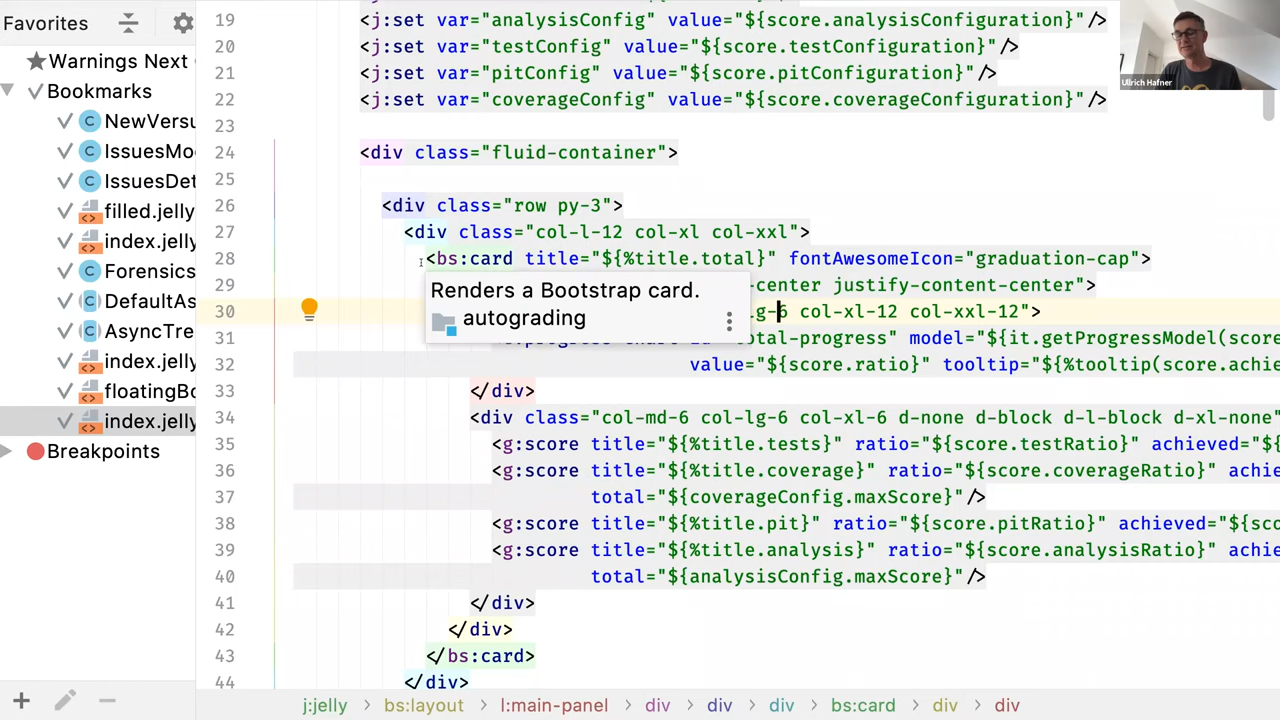 Favorites
Warnings Next
Bookmarks
NewVersu
IssuesMo
IssuesDet
filled.jelly
index.jelly
Forensics
DefaultAs
AsyncTre
index.jelly
floatingBo
index.jelly
Breakpoints
19 <j:set var="analysisConfig" value="${score.analysisConfiguration}"/>
20 <j:set var="testConfig" value="${score.testConfiguration}"/>
21 <j:set var="pitConfig" value="${score.pitConfiguration}"/>
22 <j:set var="coverageConfig" value="${score.coverageConfiguration}"/>
23
24 <div class="fluid-container">
25
26 <div class="row py-3">
27 <div class="col-l-12 col-xl col-xxl">
28 <bs:card title="${%title.total}" fontAwesomeIcon="graduation-cap">
29 -center justify-content-center">
30 lg-6 col-xl-12 col-xxl-12">
31 otal-progress" model="${it.getProgressModel(score
32 value="${score.ratio}" tooltip="${%tooltip(score.achie
33 </div>
34 <div class="col-md-6 col-lg-6 col-xl-6 d-none d-block d-l-block d-xl-none"
35 <g:score title="${%title.tests}" ratio="${score.testRatio}" achieved="${
36 <g:score title="${%title.coverage}" ratio="${score.coverageRatio}" achie
37 total="${coverageConfig.maxScore}"/>
38 <g:score title="${%title.pit}" ratio="${score.pitRatio}" achieved="${sco
39 <g:score title="${%title.analysis}" ratio="${score.analysisRatio}" achie
40 total="${analysisConfig.maxScore}"/>
41 </div>
42 </div>
43 </bs:card>
44 </div>
Renders a Bootstrap card.
autograding
Ullrich Hafner
j:jelly > bs:layout > l:main-panel > div > div > div > bs:card > div > div